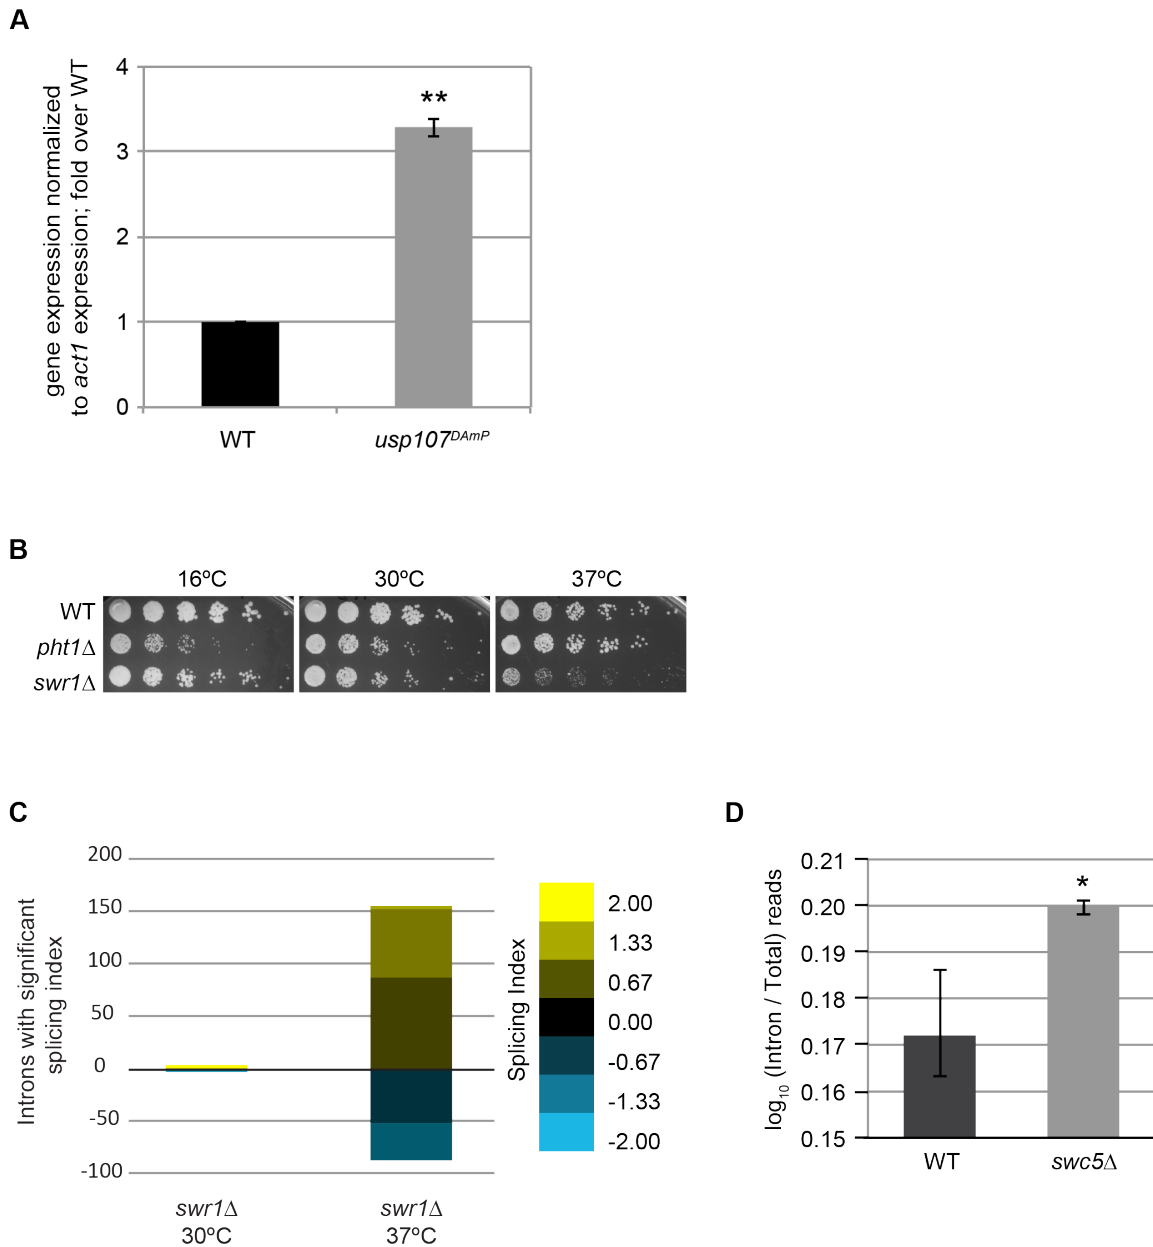 A
gene expression normalized
to act1 expression; fold over WT
4
3
2
1
0
**
WT
usp107DAmP
B
16ºC
30ºC
37ºC
WT
pht1Δ
swr1Δ
C
Introns with significant
splicing index
200
150
100
50
0
-50
-100
swr1Δ
30ºC
swr1Δ
37ºC
Splicing Index
2.00
1.33
0.67
0.00
-0.67
-1.33
-2.00
D
log10 (Intron / Total) reads
0.21
0.20
0.19
0.18
0.17
0.16
0.15
*
WT
swc5Δ